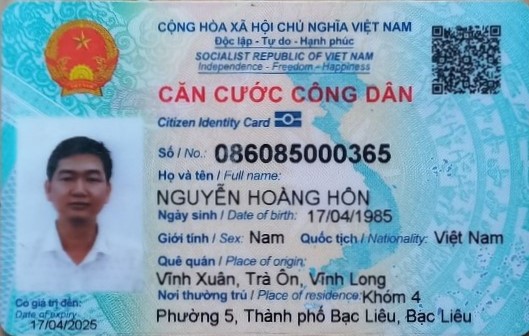 CỘNG HÒA XÃ HỘI CHỦ NGHĨA VIỆT NAM
Độc lập - Tự do - Hạnh phúc
SOCIALIST REPUBLIC OF VIET NAM
Independence - Freedom - Happiness
CĂN CƯỚC CÔNG DÂN
Citizen Identity Card
Số / No.: 086085000365
Họ và tên / Full name:
NGUYỄN HOÀNG HÔN
Ngày sinh / Date of birth: 17/04/1985
Giới tính / Sex: Nam Quốc tịch / Nationality: Việt Nam
Quê quán / Place of origin:
Vĩnh Xuân, Trà Ôn, Vĩnh Long
Nơi thường trú / Place of residence: Khóm 4
Phường 5, Thành phố Bạc Liêu, Bạc Liêu
Có giá trị đến:
Date of expiry
17/04/2025